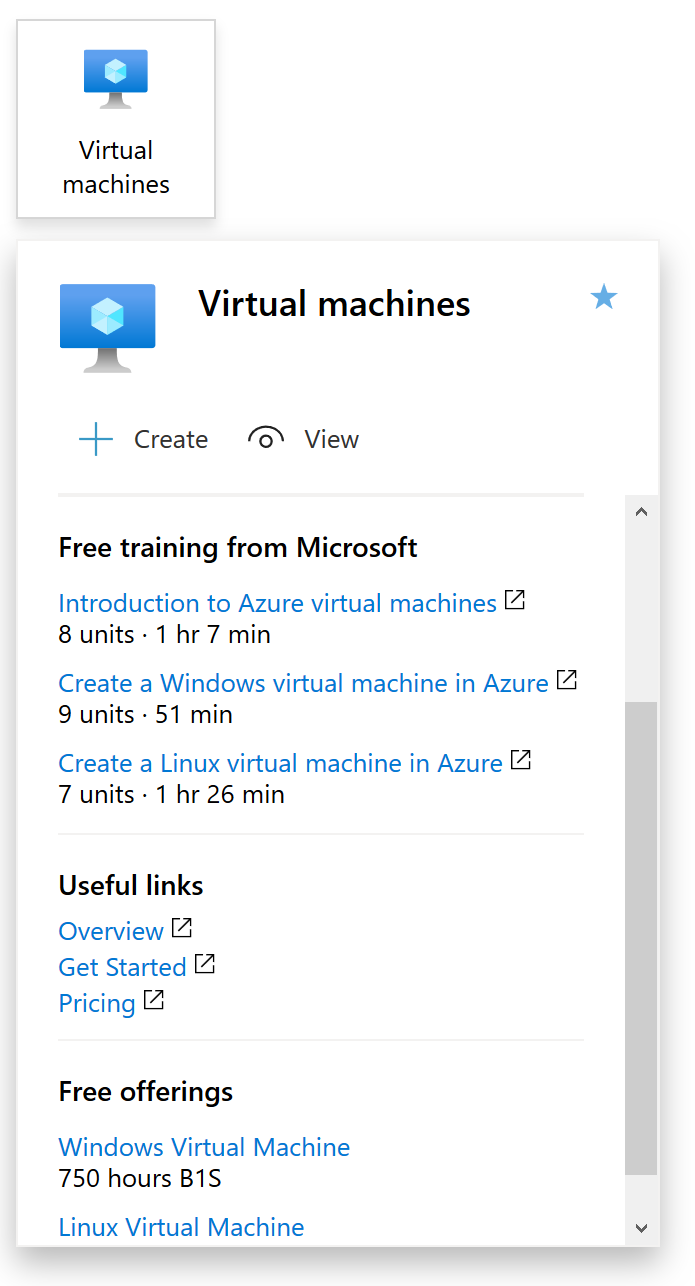 Virtual
machines
Virtual machines
Create View
Free training from Microsoft
Introduction to Azure virtual machines
8 units · 1 hr 7 min
Create a Windows virtual machine in Azure
9 units · 51 min
Create a Linux virtual machine in Azure
7 units · 1 hr 26 min
Useful links
Overview
Get Started
Pricing
Free offerings
Windows Virtual Machine
750 hours B1S
Linux Virtual Machine